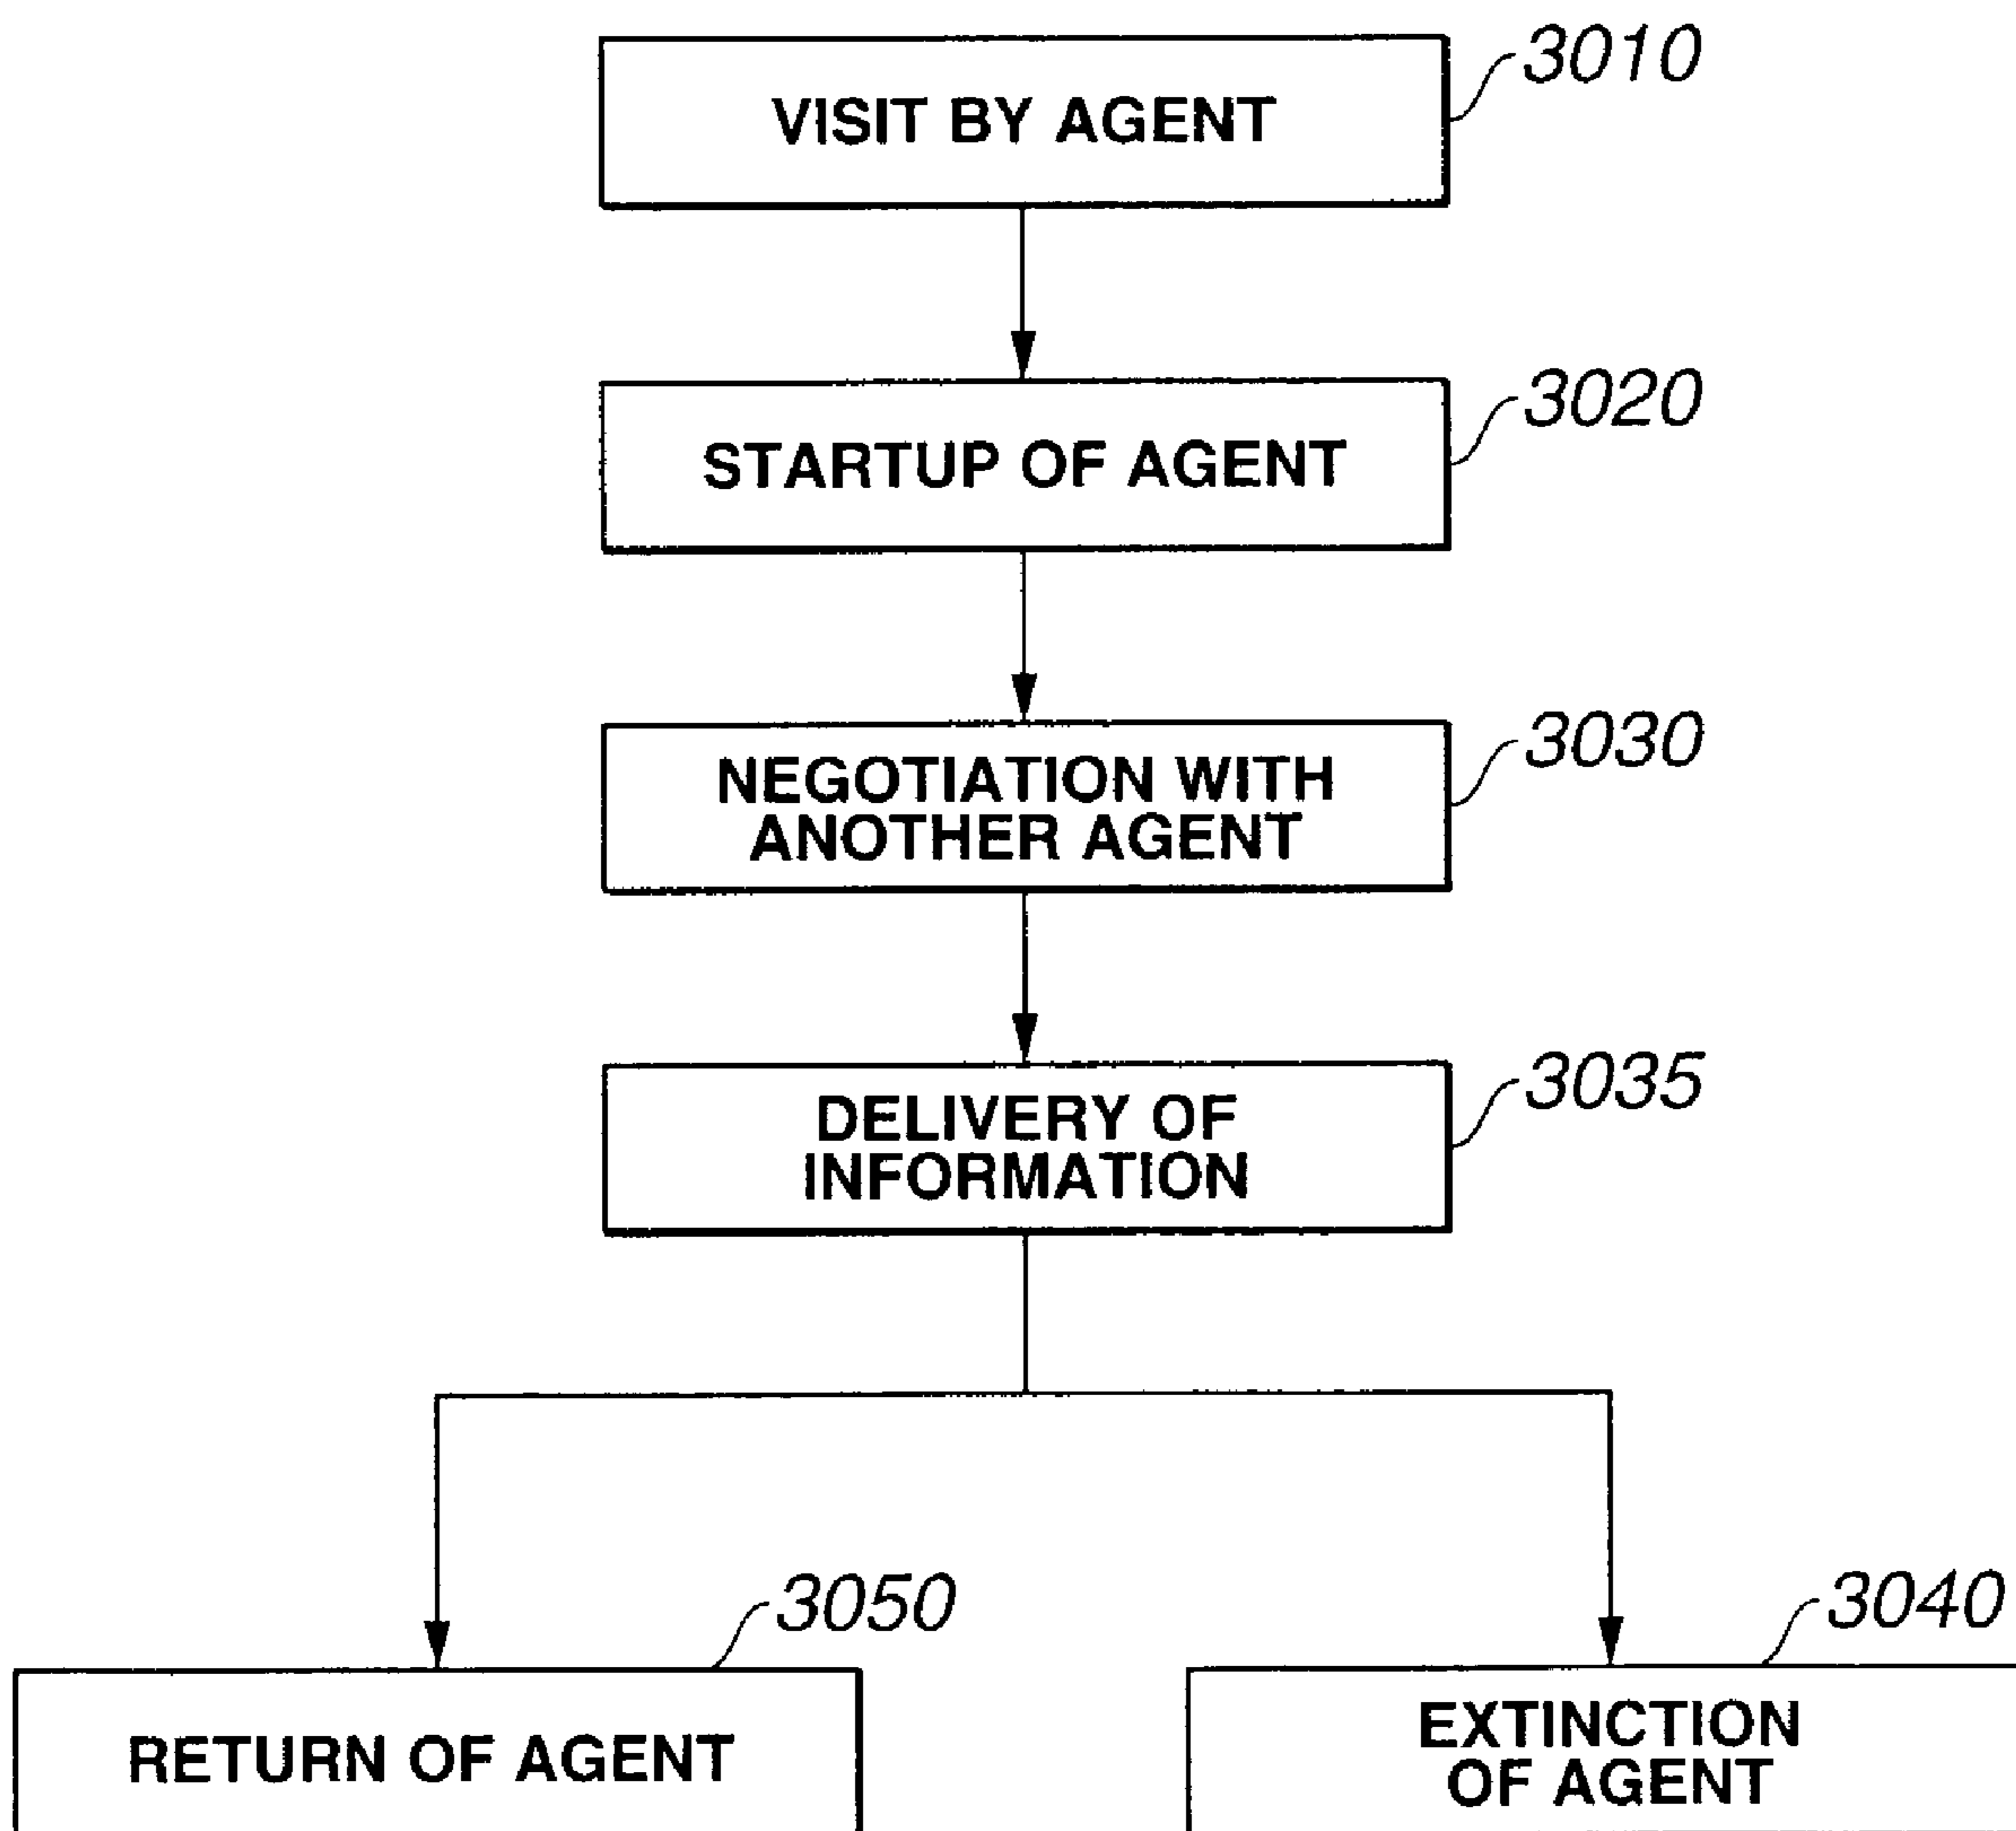 3010
VISIT BY AGENT
3020
STARTUP OF AGENT
3030
NEGOTIATION WITH
ANOTHER AGENT
3035
DELIVERY OF
INFORMATION
3050
RETURN OF AGENT
3040
EXTINCTION
OF AGENT